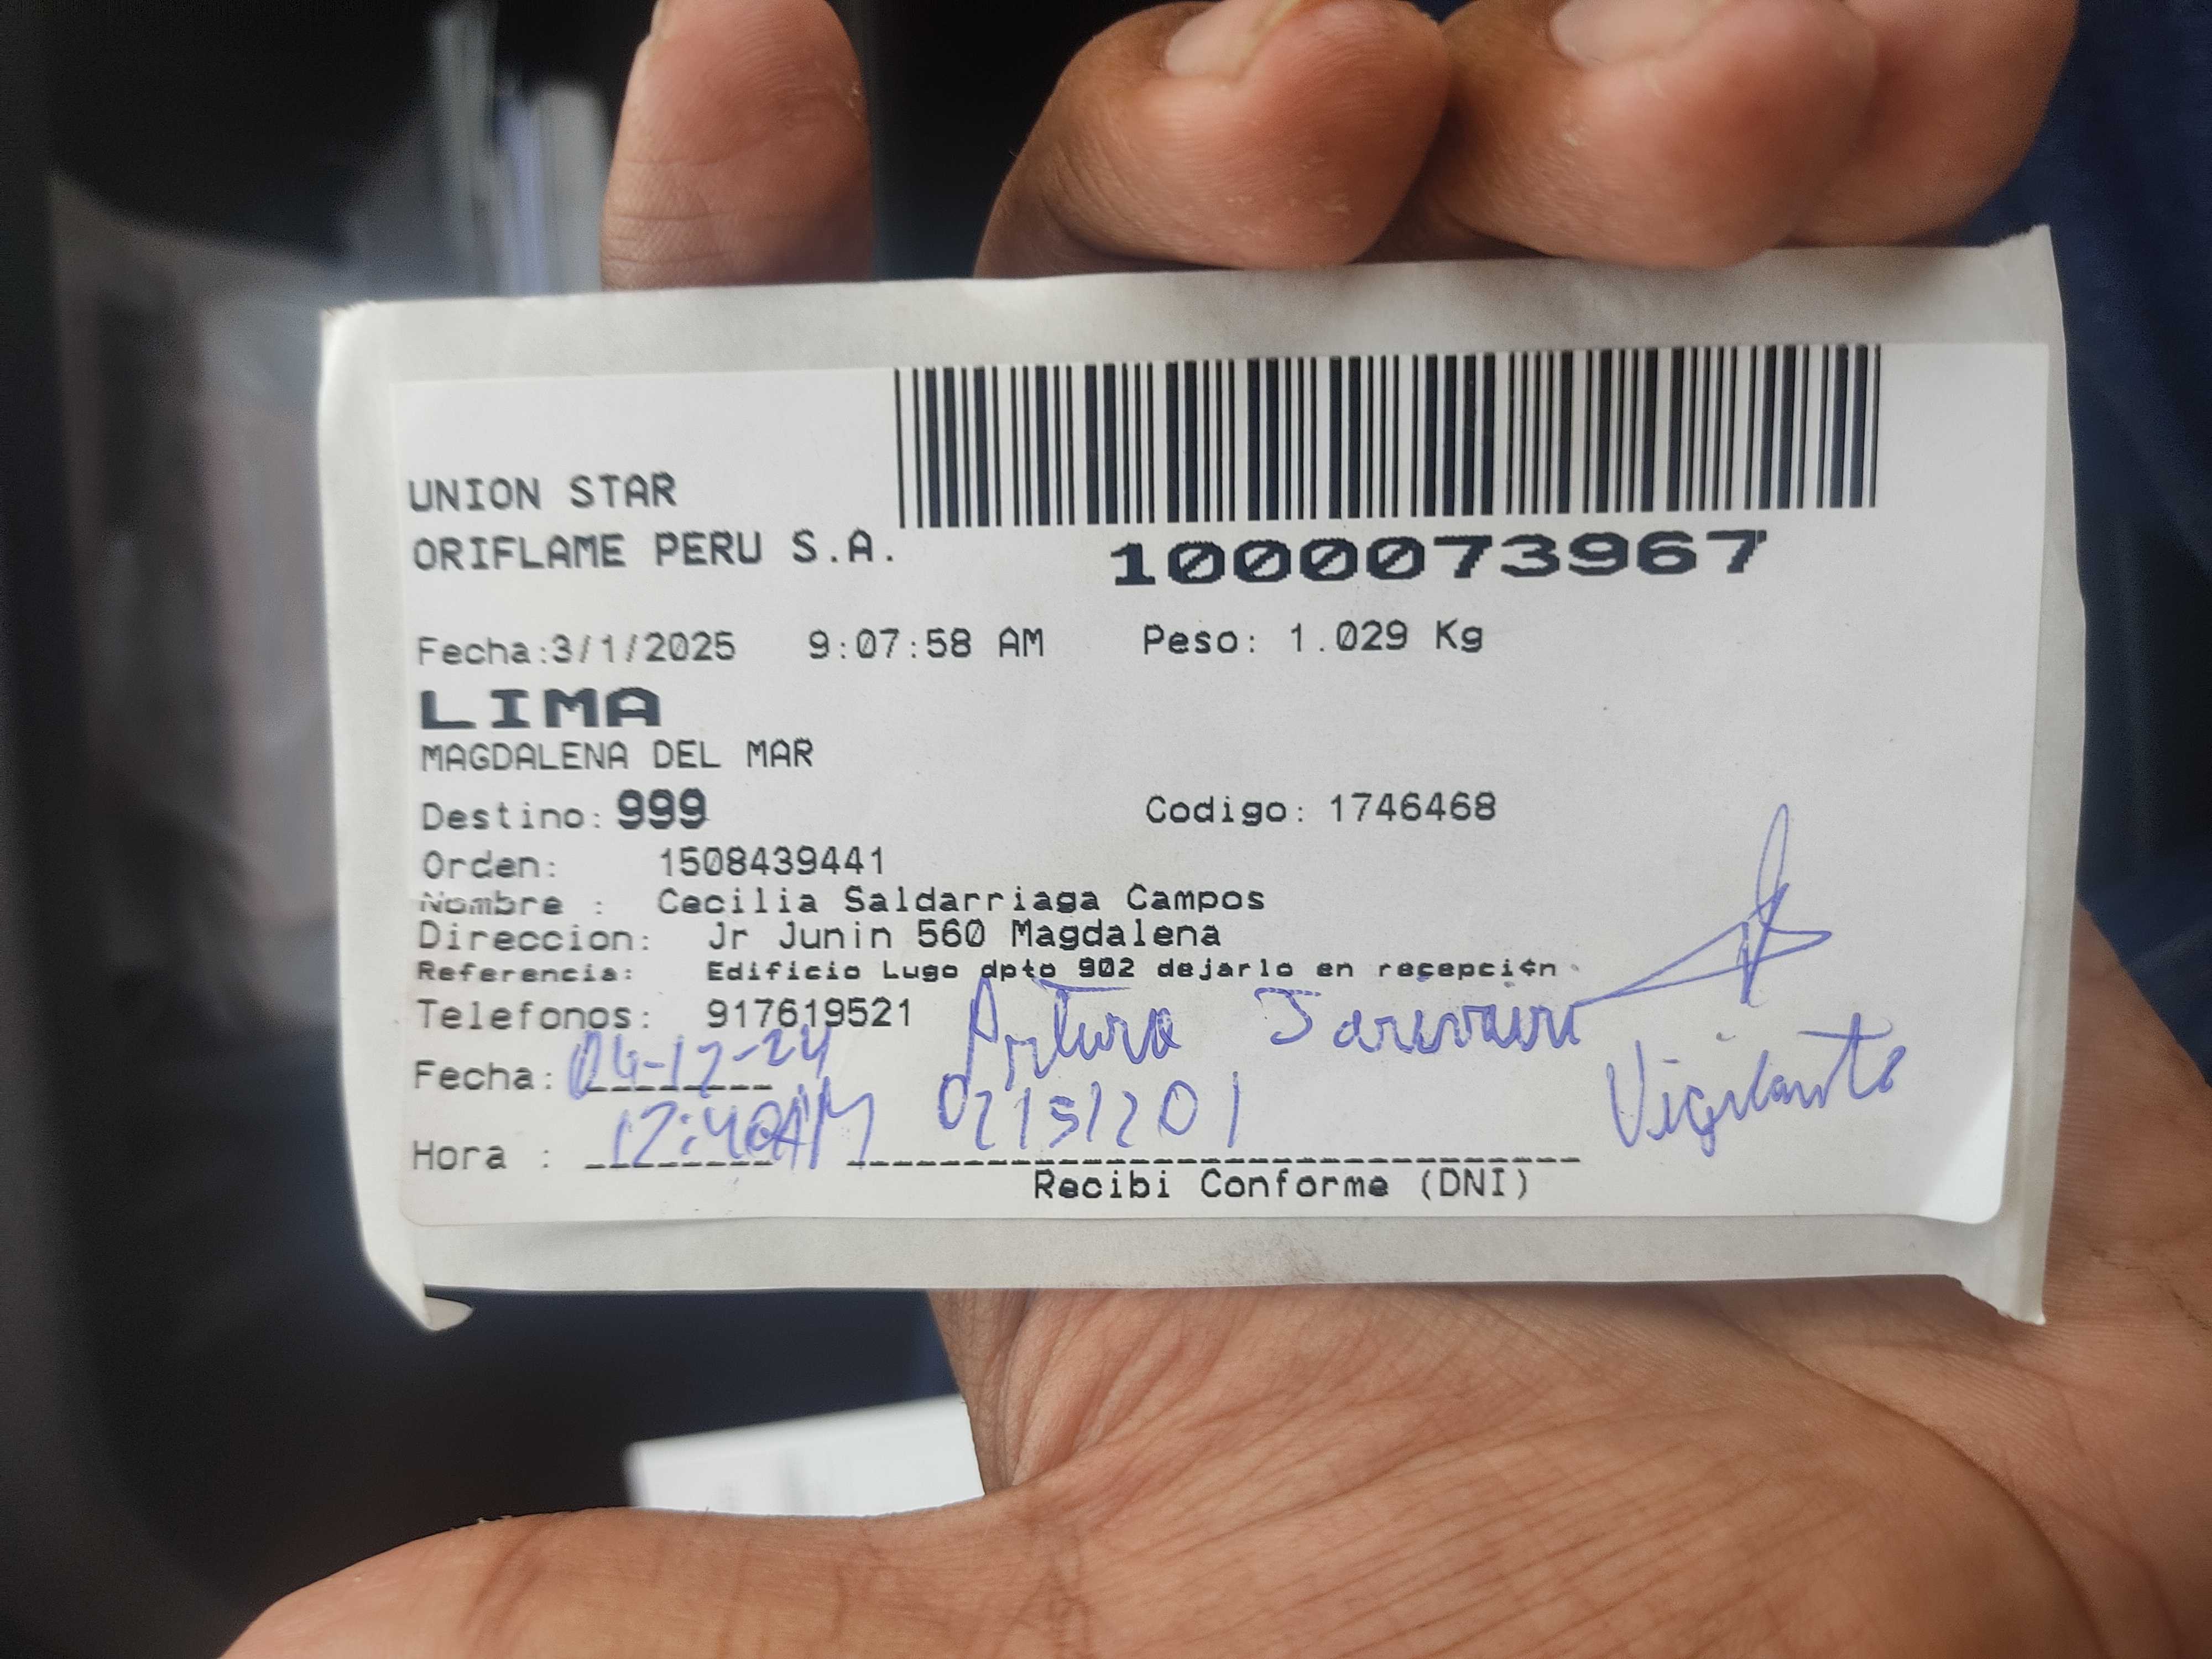 UNION STAR
ORIFLAME PERU S.A.
1000073967
Fecha:3/1/2025 9:07:58 AM Peso: 1.029 Kg
LIMA
MAGDALENA DEL MAR
Destino: 999 Codigo: 1746468
Orden: 1508439441
Nombre : Cecilia Saldarriaga Campos
Direccion: Jr Junin 560 Magdalena
Referencia: Edificio Lugo dpto 902 dejarlo en recepci¢n
Telefonos: 917619521 Arturo
Fecha: 04-12-24 Vigilante
Hora : 12:40 02151201
Recibi Conforme (DNI)